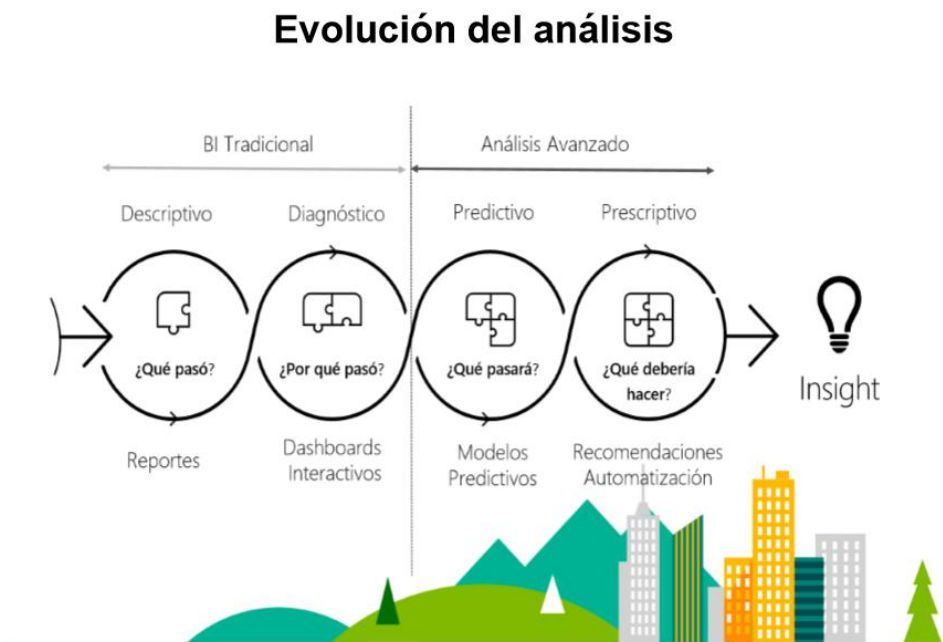 Evolución del análisis
BI Tradicional
Análisis Avanzado
Descriptivo
Diagnóstico
Predictivo
Prescriptivo
¿Qué pasó?
¿Por qué pasó?
¿Qué pasará?
¿Qué debería
hacer?
Insight
Reportes
Dashboards
Interactivos
Modelos
Predictivos
Recomendaciones
Automatización